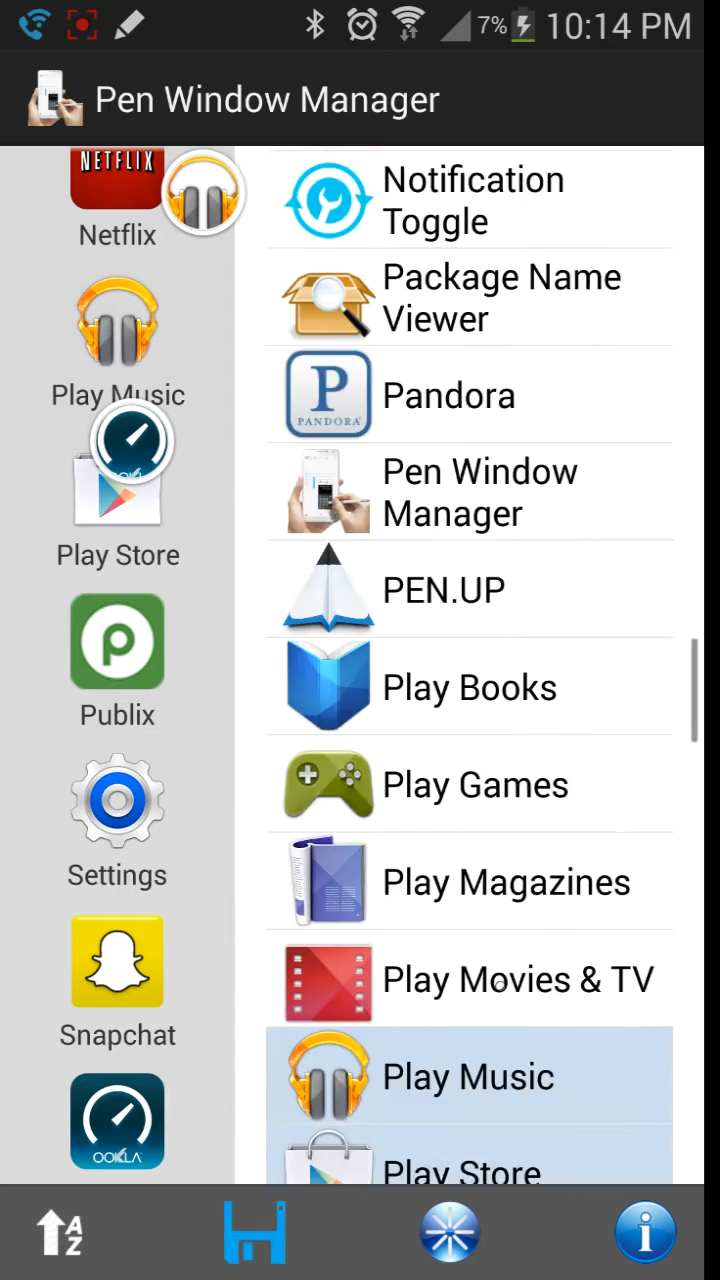 7% 10:14 PM
Pen Window Manager
NETFLIX
Netflix
Play Music
Play Store
Publix
Settings
Snapchat
OOKLA
Notification
Toggle
Package Name
Viewer
P
PANDORA
Pandora
Pen Window
Manager
PEN.UP
Play Books
Play Games
Play Magazines
Play Movies & TV
Play Music
Play Store
A
Z